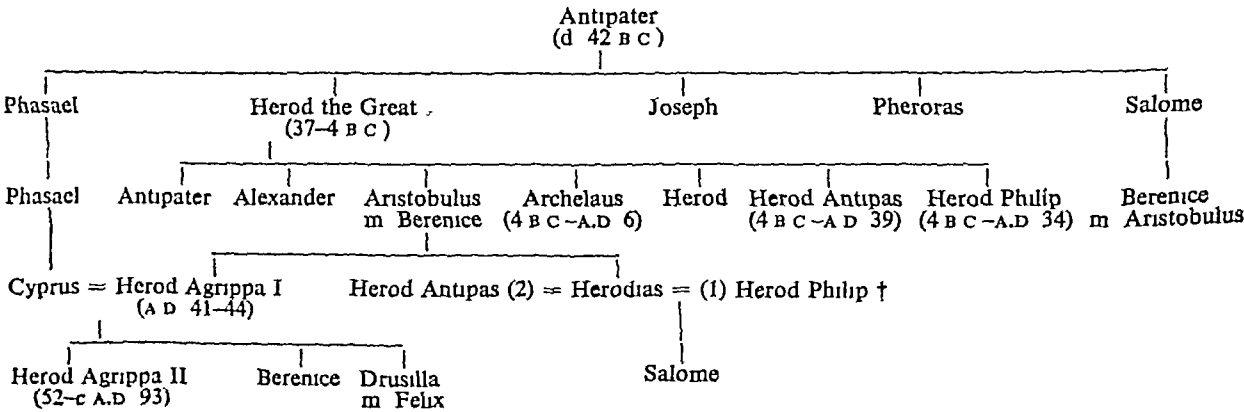 Antipater
(d 42 B C)
Phasael Herod the Great Joseph Pheroras Salome
(37–4 B C)
Phasael Antipater Alexander Aristobulus Archelaus Herod Herod Antipas Herod Philip Berenice
m Berenice (4 B C–A.D 6) (4 B C–A D 39) (4 B C–A.D 34) m Aristobulus
Cyprus = Herod Agrippa I Herod Antipas (2) = Herodias = (1) Herod Philip †
(A D 41–44)
Herod Agrippa II Berenice Drusilla Salome
(52–c A.D 93) m Felix